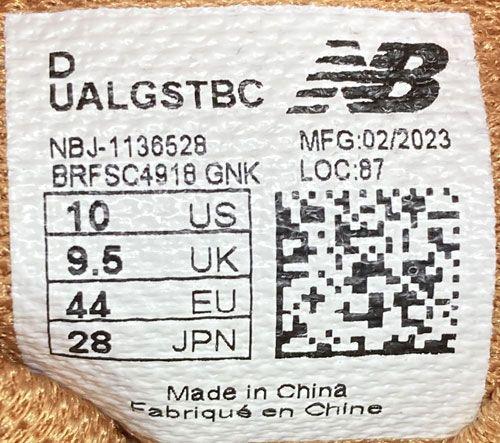 D
UALGSTBC
NB
NBJ-1136528
BRFSC4918 GNK
MFG:02/2023
LOC:87
10 US
9.5 UK
44 EU
28 JPN
Made in China
Fabriqué en Chine